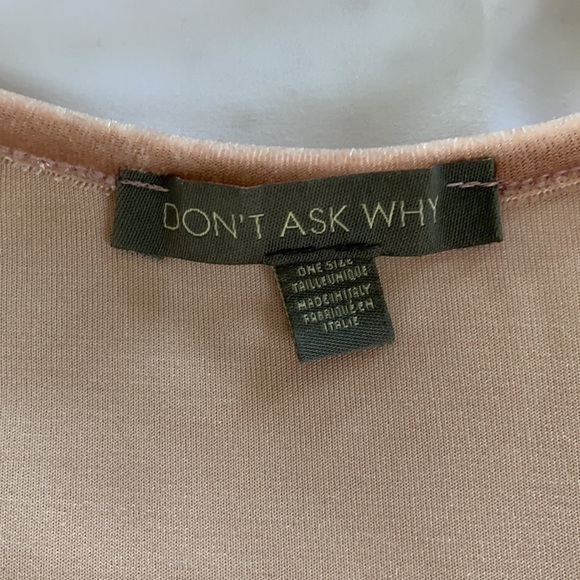 DON'T ASK WHY
ONE SIZE
TAILLE UNIQUE
MADE IN ITALY
FABRIQUÉ EN
ITALIE